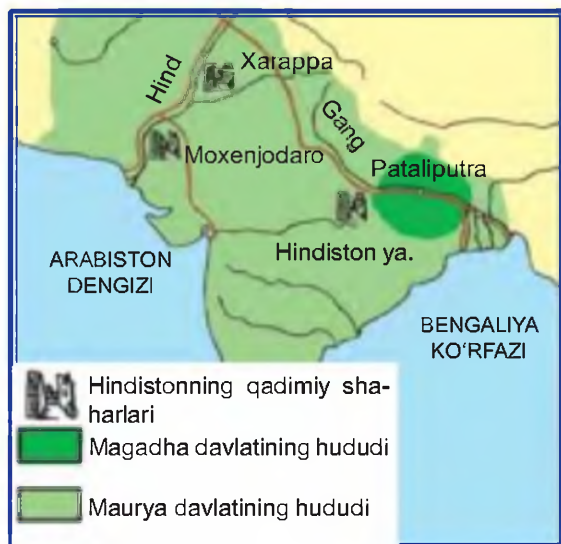 Hind
Xarappa
Gang
Moxenjodaro
Pataliputra
ARABISTON
DENGIZI
Hindiston ya.
BENGALIYA
KO‘RFAZI
Hindistonning qadimiy sha-
harlari
Magadha davlatining hududi
Maurya davlatining hududi